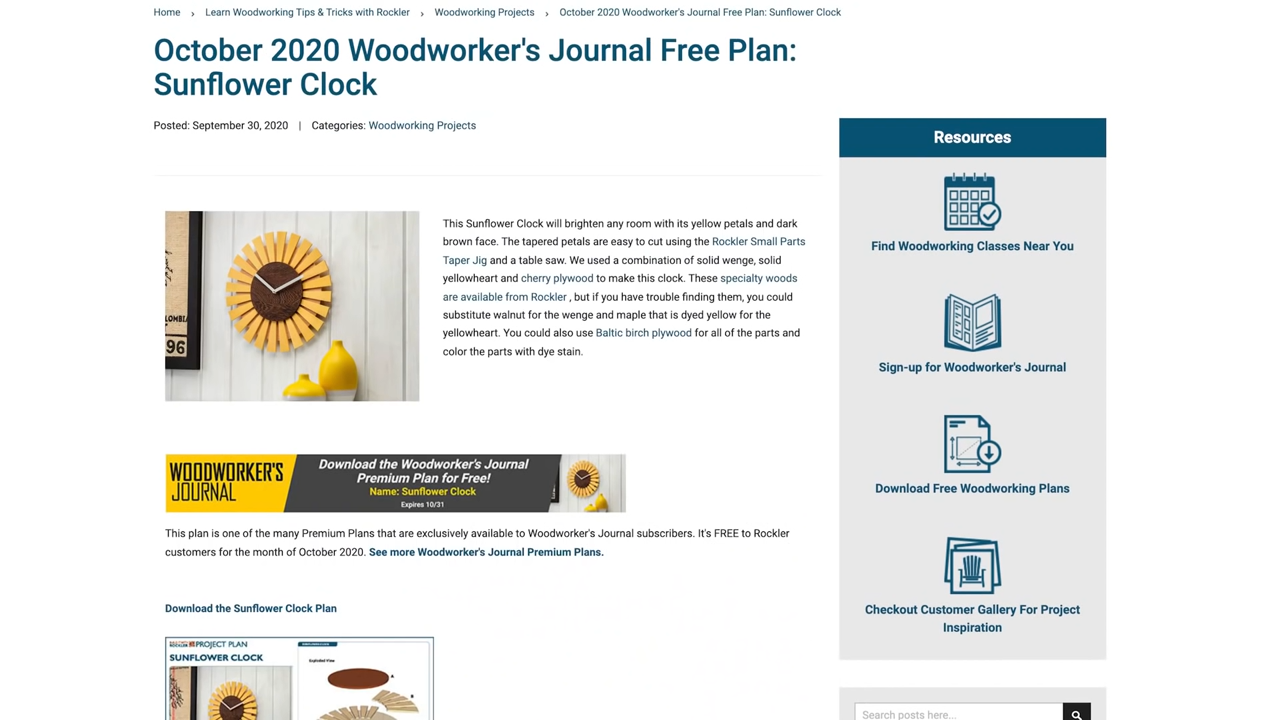 Home › Learn Woodworking Tips & Tricks with Rockler › Woodworking Projects › October 2020 Woodworker's Journal Free Plan: Sunflower Clock
October 2020 Woodworker's Journal Free Plan:
Sunflower Clock
Posted: September 30, 2020 | Categories: Woodworking Projects
This Sunflower Clock will brighten any room with its yellow petals and dark
brown face. The tapered petals are easy to cut using the Rockler Small Parts
Taper Jig and a table saw. We used a combination of solid wenge, solid
yellowheart and cherry plywood to make this clock. These specialty woods
are available from Rockler , but if you have trouble finding them, you could
substitute walnut for the wenge and maple that is dyed yellow for the
yellowheart. You could also use Baltic birch plywood for all of the parts and
color the parts with dye stain.
96
WOODWORKER'S
JOURNAL
Download the Woodworker's Journal
Premium Plan for Free!
Name: Sunflower Clock
Expires 10/31
This plan is one of the many Premium Plans that are exclusively available to Woodworker's Journal subscribers. It's FREE to Rockler
customers for the month of October 2020. See more Woodworker's Journal Premium Plans.
Download the Sunflower Clock Plan
PROJECT PLAN
SUNFLOWER CLOCK
Exploded View
A
B
Resources
Find Woodworking Classes Near You
Sign-up for Woodworker's Journal
Download Free Woodworking Plans
Checkout Customer Gallery For Project
Inspiration
Search posts here...